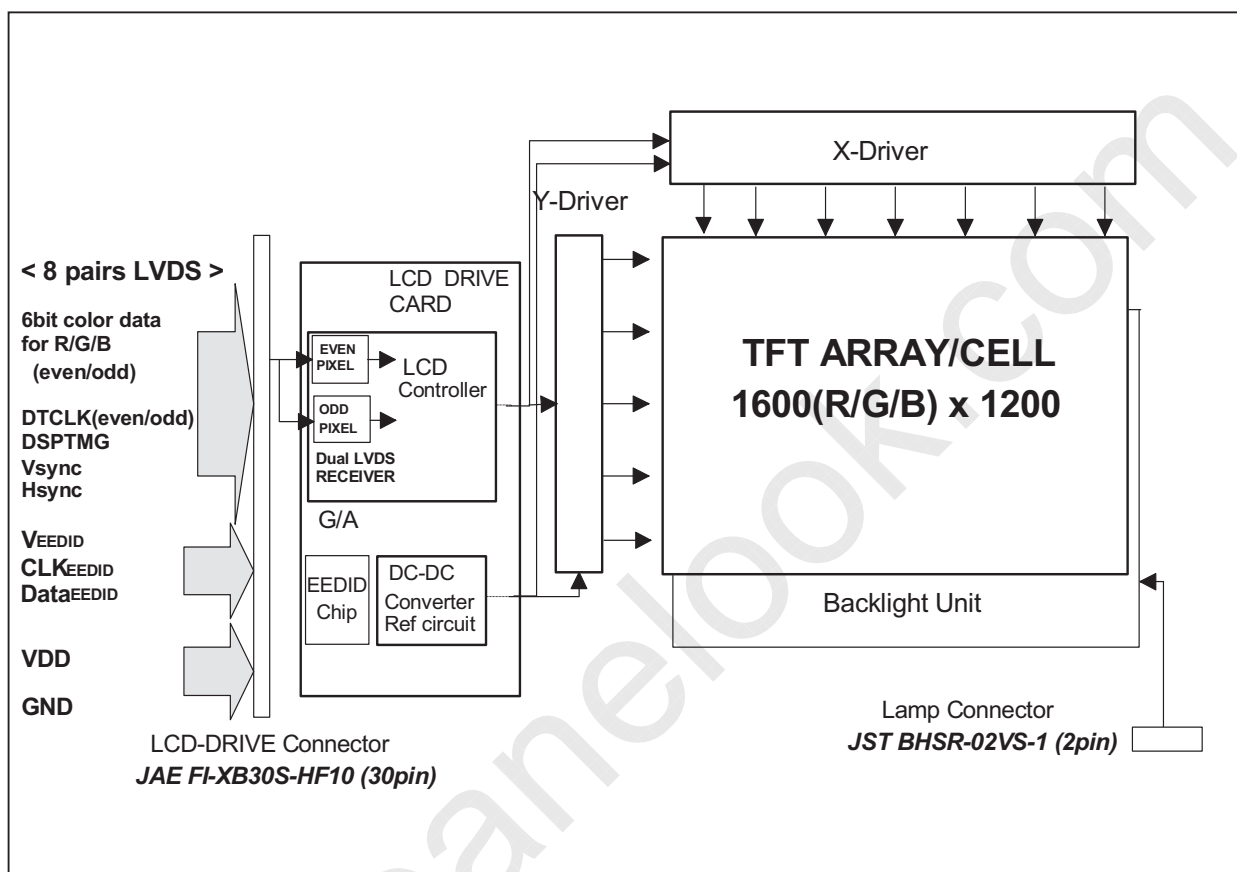 X-Driver
Y-Driver
< 8 pairs LVDS >
6bit color data
for R/G/B
(even/odd)
DTCLK(even/odd)
DSPTMG
Vsync
Hsync
VEEDID
CLKEEDID
DataEEDID
VDD
GND
LCD DRIVE
CARD
EVEN
PIXEL
LCD
Controller
ODD
PIXEL
Dual LVDS
RECEIVER
G/A
EEDID
Chip
DC-DC
Converter
Ref circuit
TFT ARRAY/CELL
1600(R/G/B) x 1200
Backlight Unit
LCD-DRIVE Connector
JAE FI-XB30S-HF10 (30pin)
Lamp Connector
JST BHSR-02VS-1 (2pin)
anelook.com